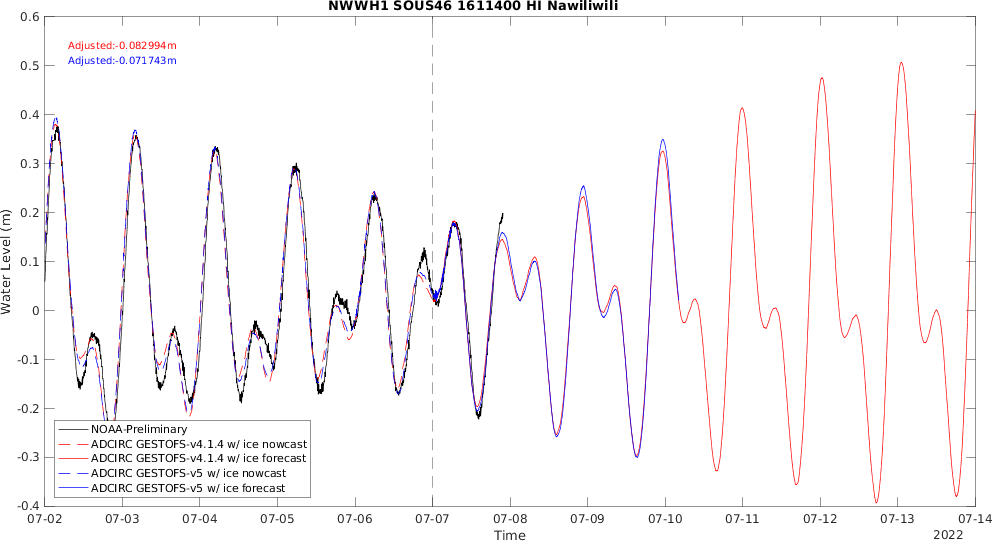 NWWH1 SOUS46 1611400 HI Nawiliwili
0.6
0.5
0.4
0.3
0.2
0.1
0
-0.1
-0.2
-0.3
-0.4
Water Level (m)
Adjusted:-0.082994m
Adjusted:-0.071743m
NOAA-Preliminary
ADCIRC GESTOFS-v4.1.4 w/ ice nowcast
ADCIRC GESTOFS-v4.1.4 w/ ice forecast
ADCIRC GESTOFS-v5 w/ ice nowcast
ADCIRC GESTOFS-v5 w/ ice forecast
07-02 07-03 07-04 07-05 07-06 07-07 07-08 07-09 07-10 07-11 07-12 07-13 07-14
Time
2022